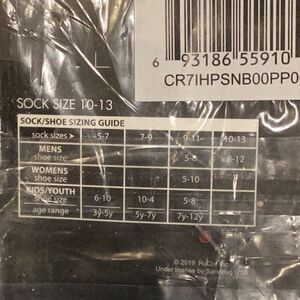 L
6 93186 55910
CR7IHPSNB00PP0
SOCK SIZE 10-13
SOCK/SHOE SIZING GUIDE
sock sizes > 5-7 7-9 9-11 10-13
MENS
shoe size 5-8 8-12
WOMENS
shoe size 5-10
KIDS/YOUTH
shoe size 6-10 10-4 5-8
age range 3y-5y 5y-7y 7y-12y
© 2019
Under license by Sandbag USA